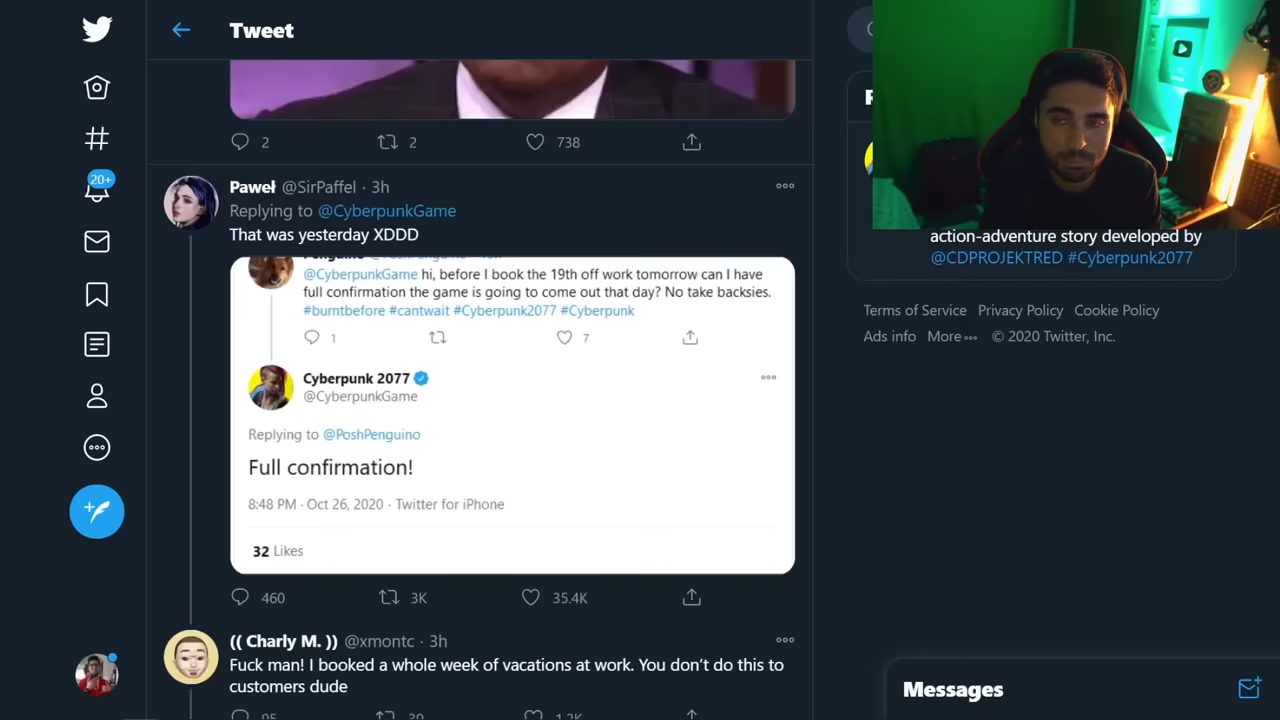 Tweet
2
2
738
Paweł @SirPaffel · 3h
Replying to @CyberpunkGame
That was yesterday XDDD
@CyberpunkGame hi, before I book the 19th off work tomorrow can I have
full confirmation the game is going to come out that day? No take backsies.
#burntbefore #cantwait #Cyberpunk2077 #Cyberpunk
1
7
Cyberpunk 2077
@CyberpunkGame
Replying to @PoshPenguino
Full confirmation!
8:48 PM · Oct 26, 2020 · Twitter for iPhone
32 Likes
460
3K
35.4K
(( Charly M. )) @xmontc · 3h
Fuck man! I booked a whole week of vacations at work. You don't do this to
customers dude
95
39
1.2K
20+
action-adventure story developed by
@CDPROJEKTRED #Cyberpunk2077
Terms of Service Privacy Policy Cookie Policy
Ads info More © 2020 Twitter, Inc.
Messages